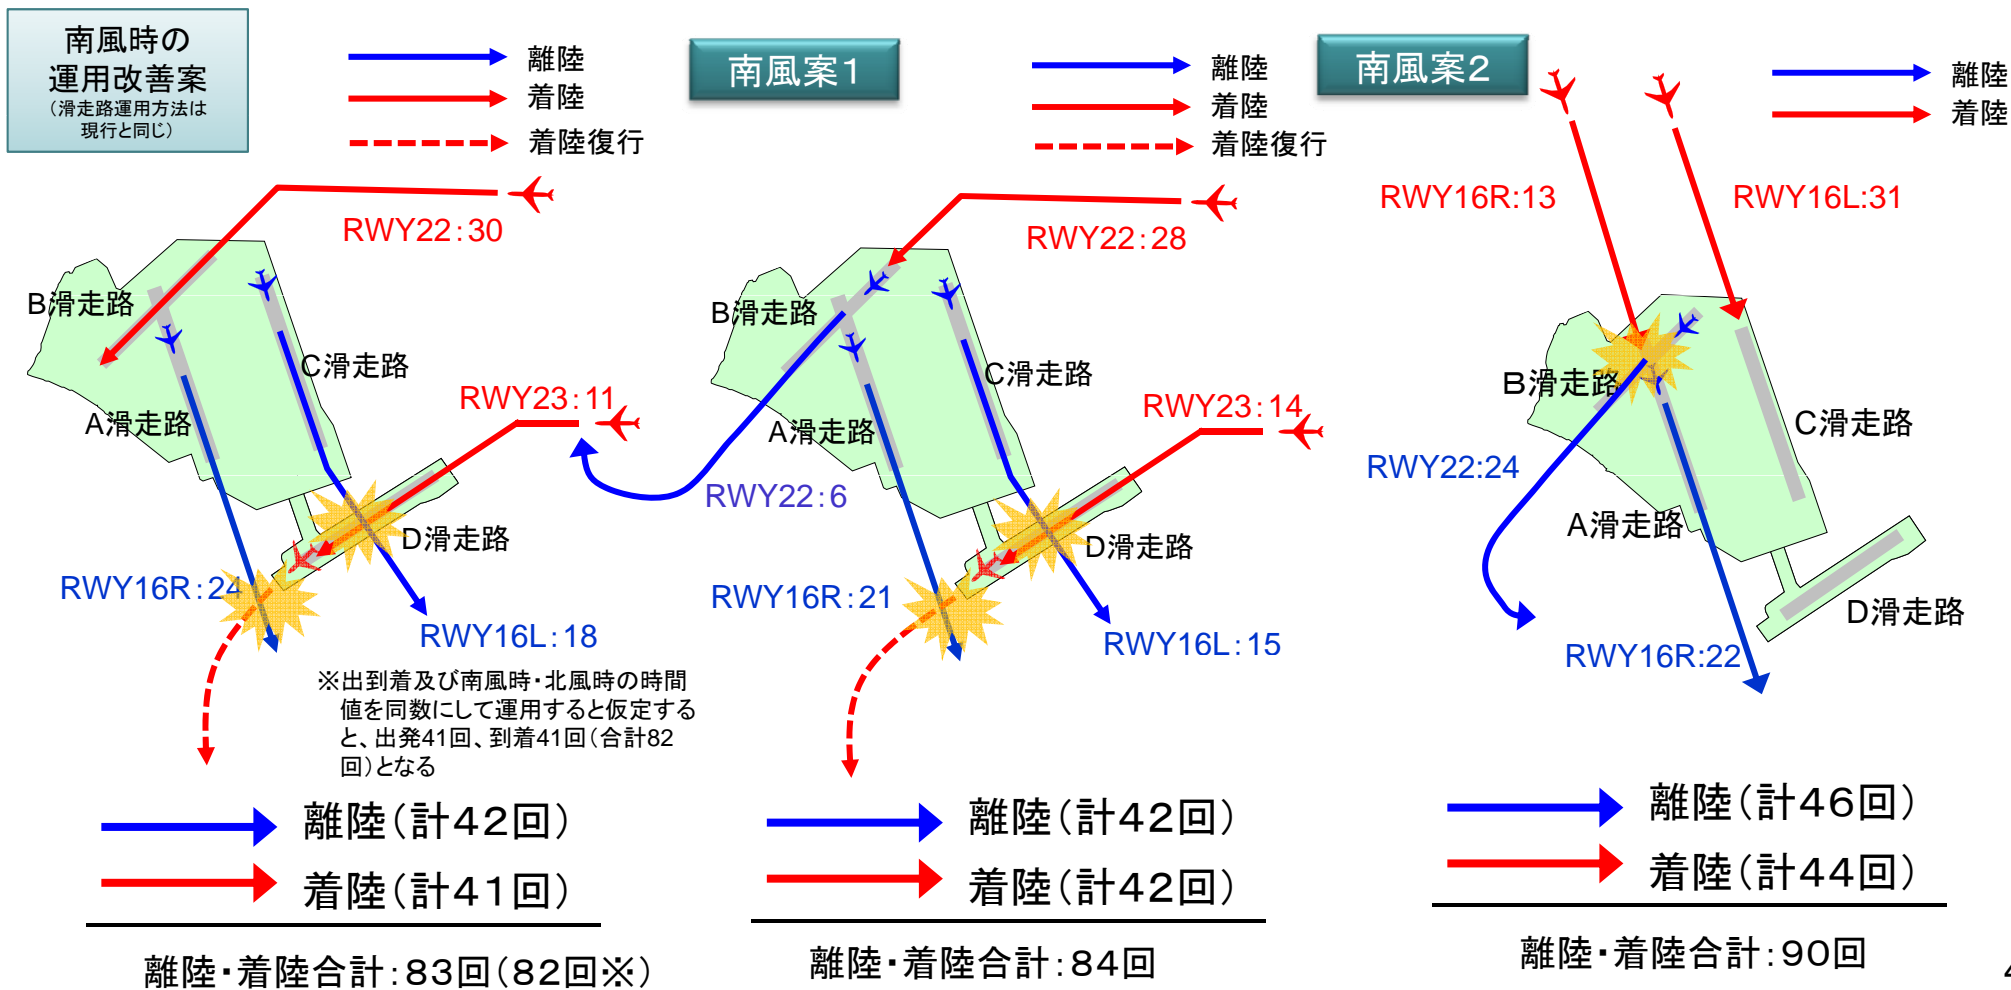 南風時の
運用改善案
(滑走路運用方法は
現行と同じ)
離陸
着陸
着陸復行
RWY22：30
B滑走路
C滑走路
A滑走路
RWY23：11
D滑走路
RWY16R：24
RWY16L：18
※出到着及び南風時・北風時の時間
値を同数にして運用すると仮定する
と、出発41回、到着41回(合計82
回)となる
離陸(計42回)
着陸(計41回)
離陸・着陸合計：83回(82回※)
南風案1
離陸
着陸
着陸復行
RWY22：28
B滑走路
C滑走路
A滑走路
RWY23：14
RWY22：6
D滑走路
RWY16R：21
RWY16L：15
離陸(計42回)
着陸(計42回)
離陸・着陸合計：84回
南風案2
離陸
着陸
RWY16R:13
RWY16L:31
B滑走路
C滑走路
RWY22:24
A滑走路
D滑走路
RWY16R:22
離陸(計46回)
着陸(計44回)
離陸・着陸合計：90回